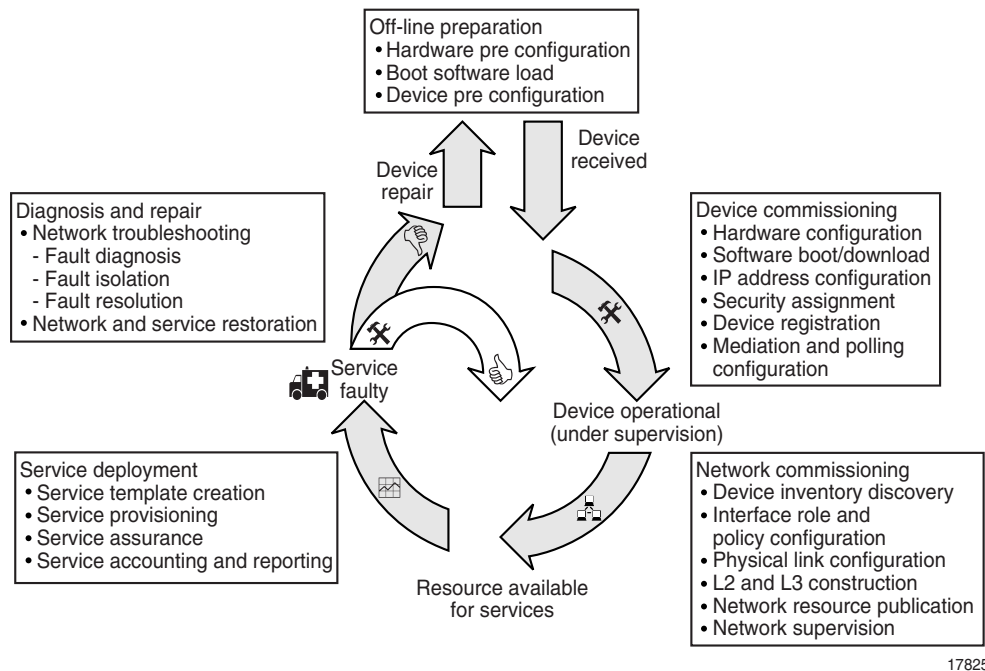 Off-line preparation
• Hardware pre configuration
• Boot software load
• Device pre configuration
Device
repair
Device
received
Diagnosis and repair
• Network troubleshooting
- Fault diagnosis
- Fault isolation
- Fault resolution
• Network and service restoration
Device commissioning
• Hardware configuration
• Software boot/download
• IP address configuration
• Security assignment
• Device registration
• Mediation and polling
configuration
Service
faulty
Device operational
(under supervision)
Service deployment
• Service template creation
• Service provisioning
• Service assurance
• Service accounting and reporting
Network commissioning
• Device inventory discovery
• Interface role and
policy configuration
• Physical link configuration
• L2 and L3 construction
• Network resource publication
• Network supervision
Resource available
for services
17825